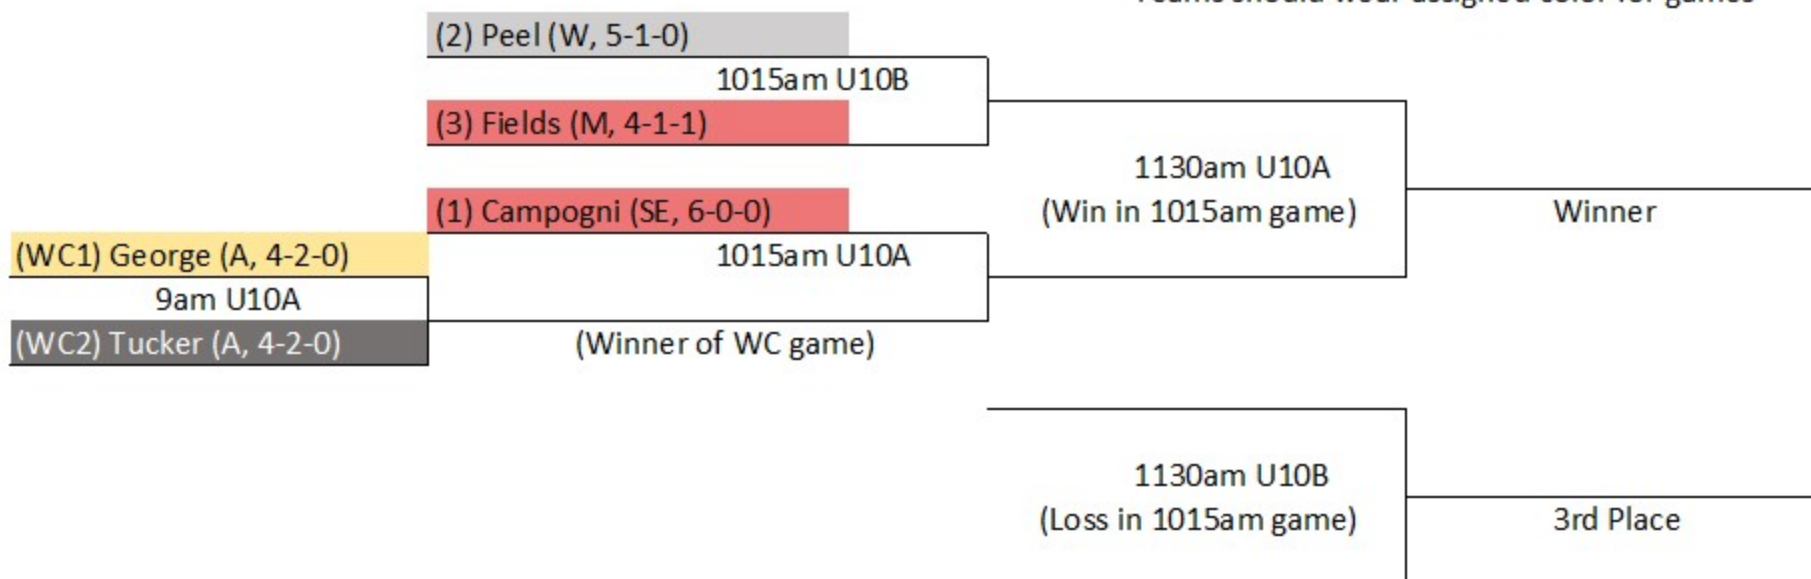 (2) Peel (W, 5-1-0)
1015am U10B
(3) Fields (M, 4-1-1)
(1) Campogni (SE, 6-0-0)
(WC1) George (A, 4-2-0)
9am U10A
(WC2) Tucker (A, 4-2-0)
1015am U10A
(Winner of WC game)
1130am U10A
(Win in 1015am game)
Winner
1130am U10B
(Loss in 1015am game)
3rd Place